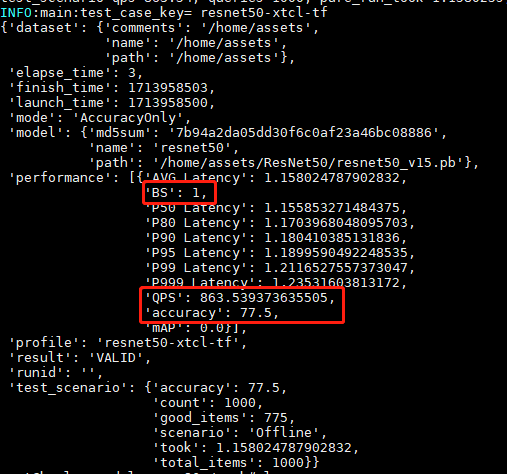 INFO:main:test_case_key= resnet50-xtcl-tf
{'dataset': {'comments': '/home/assets',
'name': '/home/assets',
'path': '/home/assets'},
'elapse_time': 3,
'finish_time': 1713958503,
'launch_time': 1713958500,
'mode': 'AccuracyOnly',
'model': {'md5sum': '7b94a2da05dd30f6c0af23a46bc08886',
'name': 'resnet50',
'path': '/home/assets/ResNet50/resnet50_v15.pb'},
'performance': [{'AVG Latency': 1.158024787902832,
'BS': 1,
'P50 Latency': 1.155853271484375,
'P80 Latency': 1.1703968048095703,
'P90 Latency': 1.180410385131836,
'P95 Latency': 1.1899590492248535,
'P99 Latency': 1.2116527557373047,
'P999 Latency': 1.23531603813172,
'QPS': 863.539373635505,
'accuracy': 77.5,
'mAP': 0.0}],
'profile': 'resnet50-xtcl-tf',
'result': 'VALID',
'runid': '',
'test_scenario': {'accuracy': 77.5,
'count': 1000,
'good_items': 775,
'scenario': 'Offline',
'took': 1.158024787902832,
'total_items': 1000}}